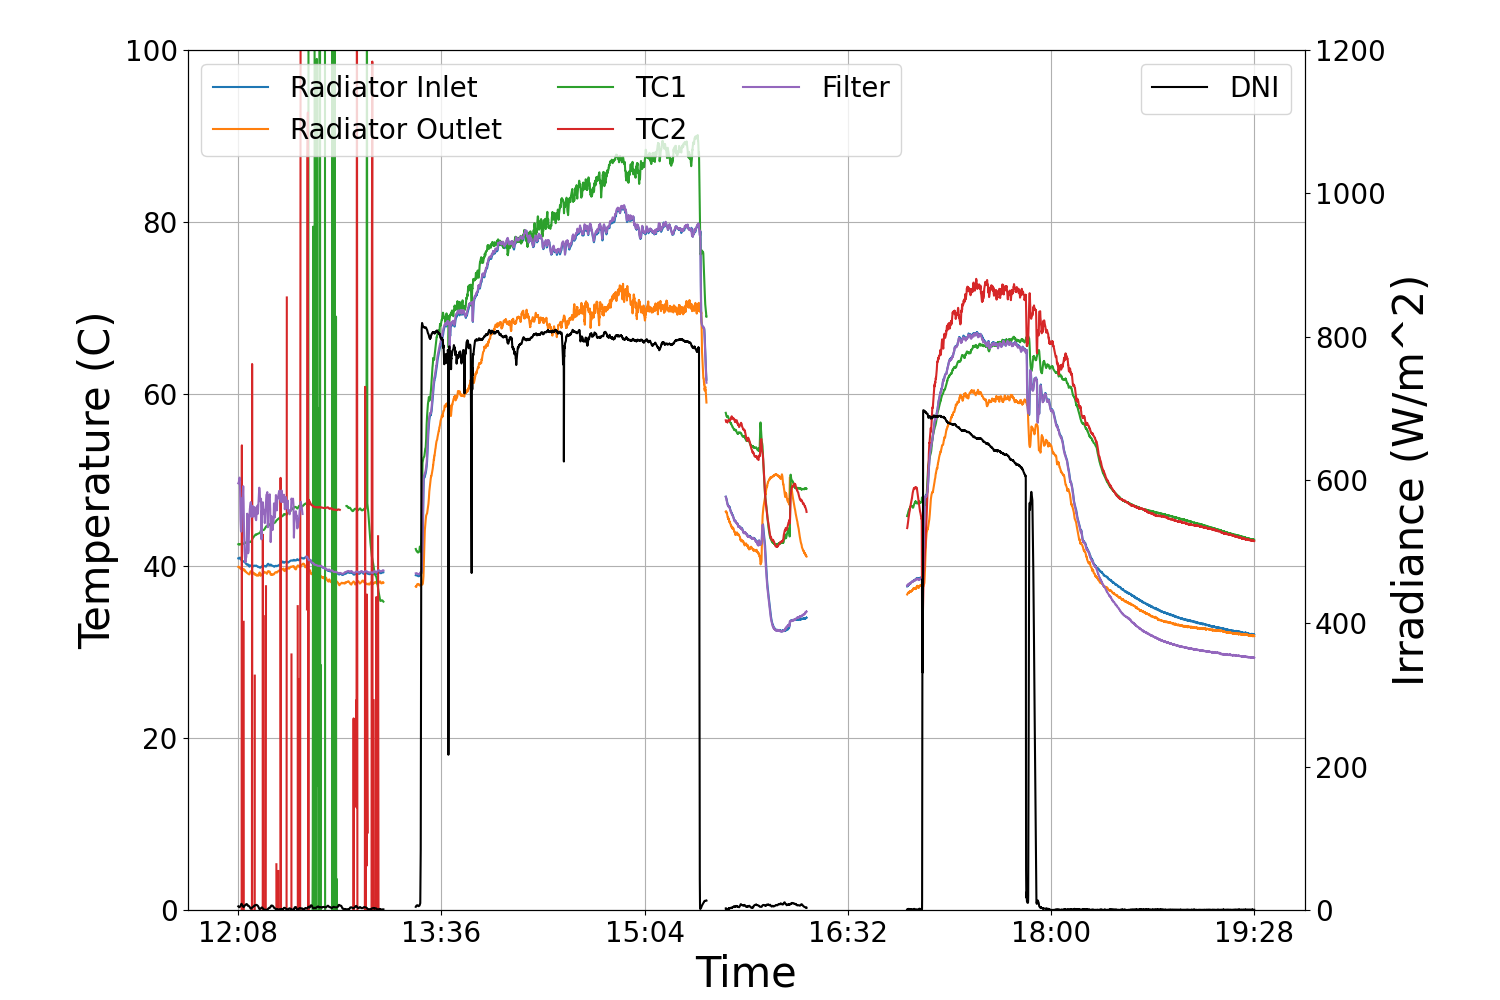 100
80
60
40
20
0
Temperature (C)
Radiator Inlet
Radiator Outlet
TC1
TC2
Filter
DNI
1200
1000
800
600
400
200
0
Irradiance (W/m^2)
12:08
13:36
15:04
16:32
18:00
19:28
Time